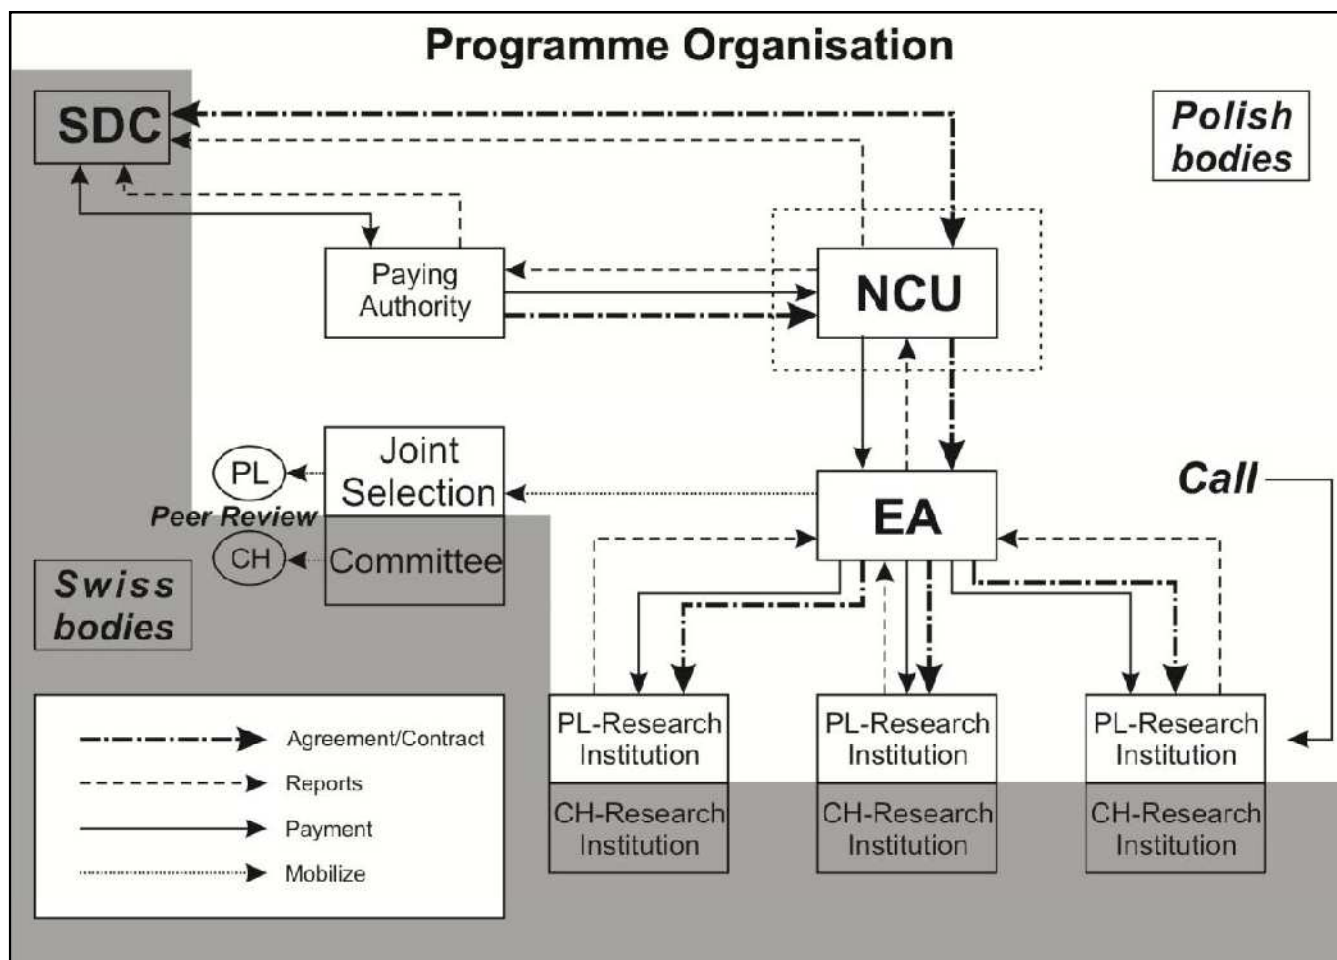 Programme Organisation
SDC
Polish
bodies
Paying
Authority
NCU
PL
Joint
Selection
Peer Review
CH
Committee
EA
Call
Swiss
bodies
Agreement/Contract
Reports
Payment
Mobilize
PL-Research
Institution
CH-Research
Institution
PL-Research
Institution
CH-Research
Institution
PL-Research
Institution
CH-Research
Institution